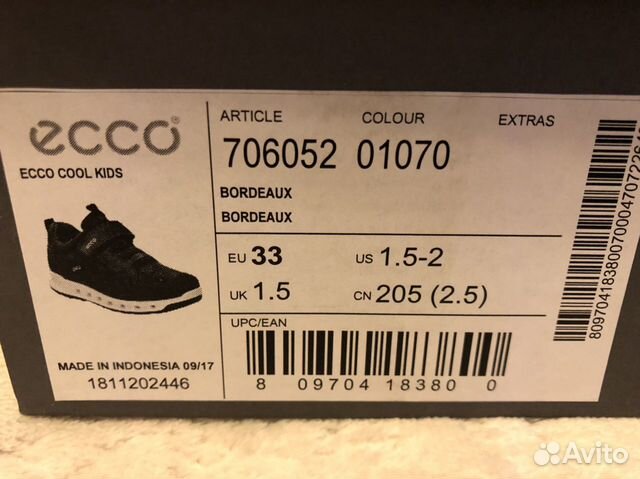 ecco®
ECCO COOL KIDS
ecco
MADE IN INDONESIA 09/17
1811202446
ARTICLE COLOUR EXTRAS
706052 01070
BORDEAUX
BORDEAUX
EU 33 US 1.5-2
UK 1.5 CN 205 (2.5)
UPC/EAN
8 09704 18380 0
Avito